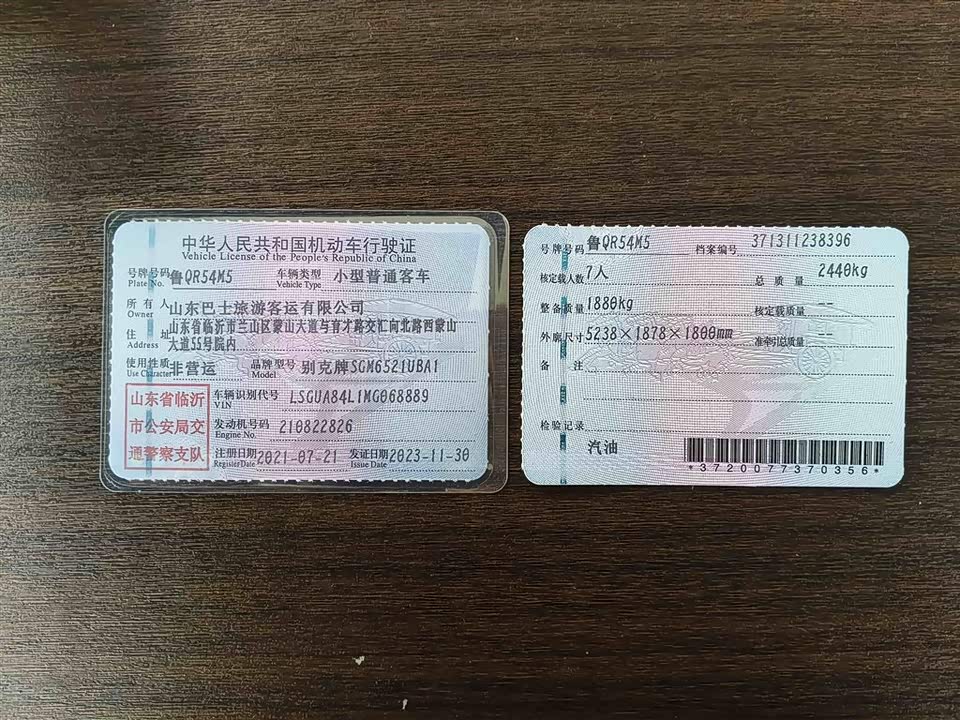 中华人民共和国机动车行驶证
Vehicle License of the People's Republic of China
号牌号码 鲁QR54M5 车辆类型 小型普通客车
Plate No. Vehicle Type
所有人 山东巴士旅游客运有限公司
Owner
住址 山东省临沂市兰山区蒙山大道与育才路交汇向北路西蒙山
Address 大道55号院内
使用性质 非营运 品牌型号 别克牌SGM6521UBA1
Use Character Model
山东省临沂
市公安局交
通警察支队
车辆识别代号 LSGUA84L1MG068889
VIN
发动机号码 210822826
Engine No.
注册日期 2021-07-21 发证日期 2023-11-30
Register Date Issue Date
号牌号码 鲁QR54M5 档案编号 371311238396
核定载人数 7人 总质量 2440kg
整备质量 1880kg 核定载质量 --
外廓尺寸 5238×1878×1800mm 准牵引总质量 --
备注
检验记录
汽油
*3720077370356*